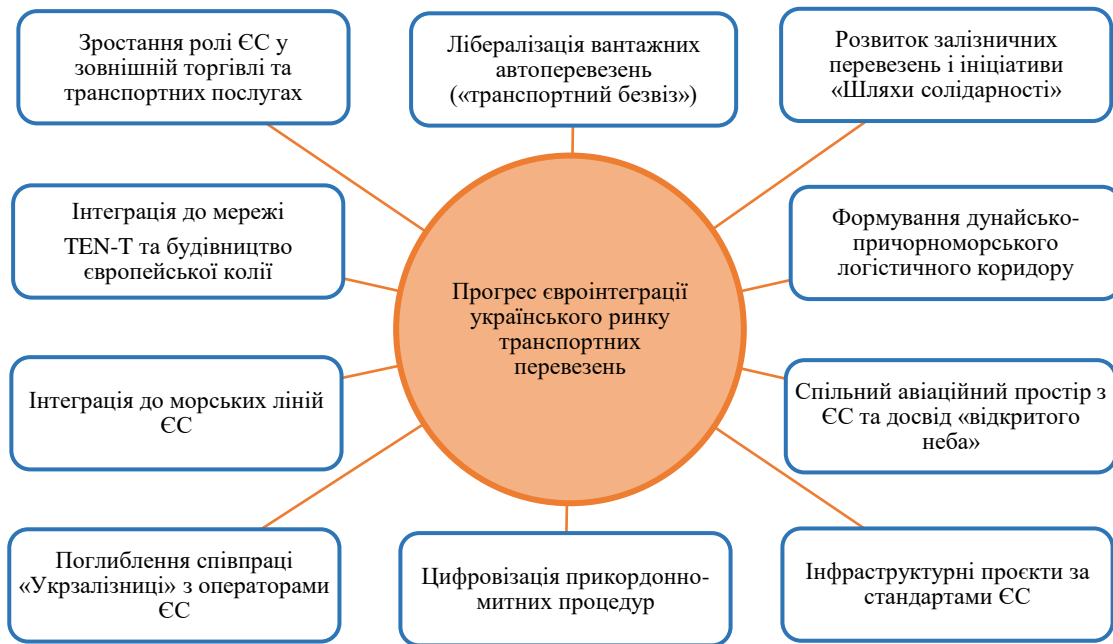 Зростання ролі ЄС у
зовнішній торгівлі та
транспортних послугах
Лібералізація вантажних
автоперевезень
(«транспортний безвіз»)
Розвиток залізничних
перевезень і ініціативи
«Шляхи солідарності»
Інтеграція до мережі
TEN-T та будівництво
європейської колії
Формування дунайсько-
причорноморського
логістичного коридору
Прогрес євроінтеграції
українського ринку
транспортних
перевезень
Інтеграція до морських ліній
ЄС
Спільний авіаційний простір з
ЄС та досвід «відкритого
неба»
Поглиблення співпраці
«Укрзалізниці» з операторами
ЄС
Цифровізація прикордонно-
митних процедур
Інфраструктурні проєкти за
стандартами ЄС